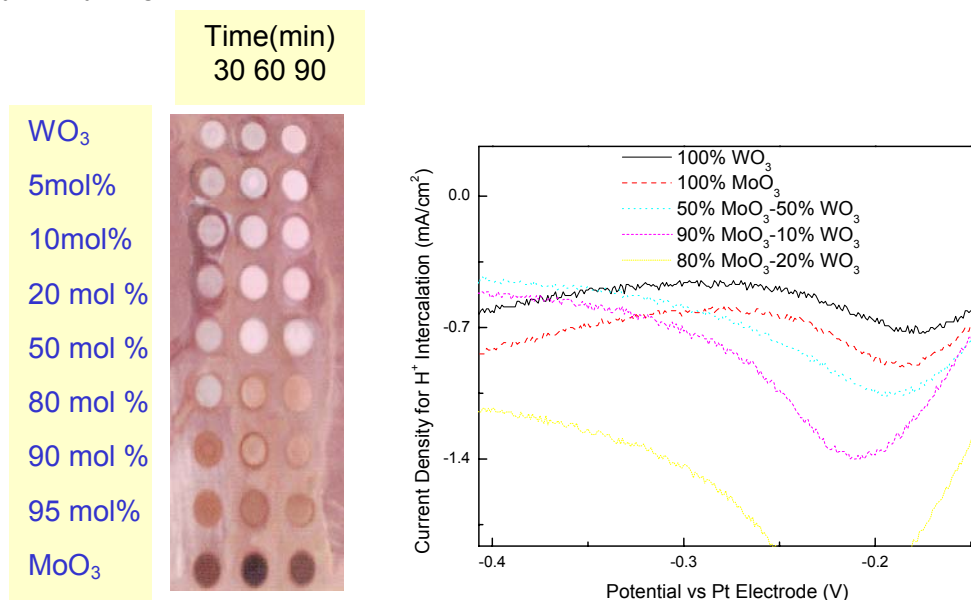 Time(min)
30 60 90
WO₃
5mol%
10mol%
20 mol %
50 mol %
80 mol %
90 mol %
95 mol%
MoO₃
100% WO₃
100% MoO₃
50% MoO₃-50% WO₃
90% MoO₃-10% WO₃
80% MoO₃-20% WO₃
0.0
-0.7
-1.4
Current Density for H⁺ Intercalation (mA/cm²)
-0.4
-0.3
-0.2
Potential vs Pt Electrode (V)